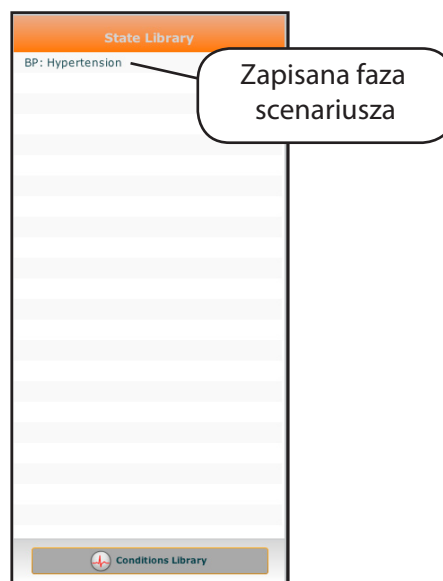 State Library
BP: Hypertension
Zapisana faza
scenariusza
Conditions Library